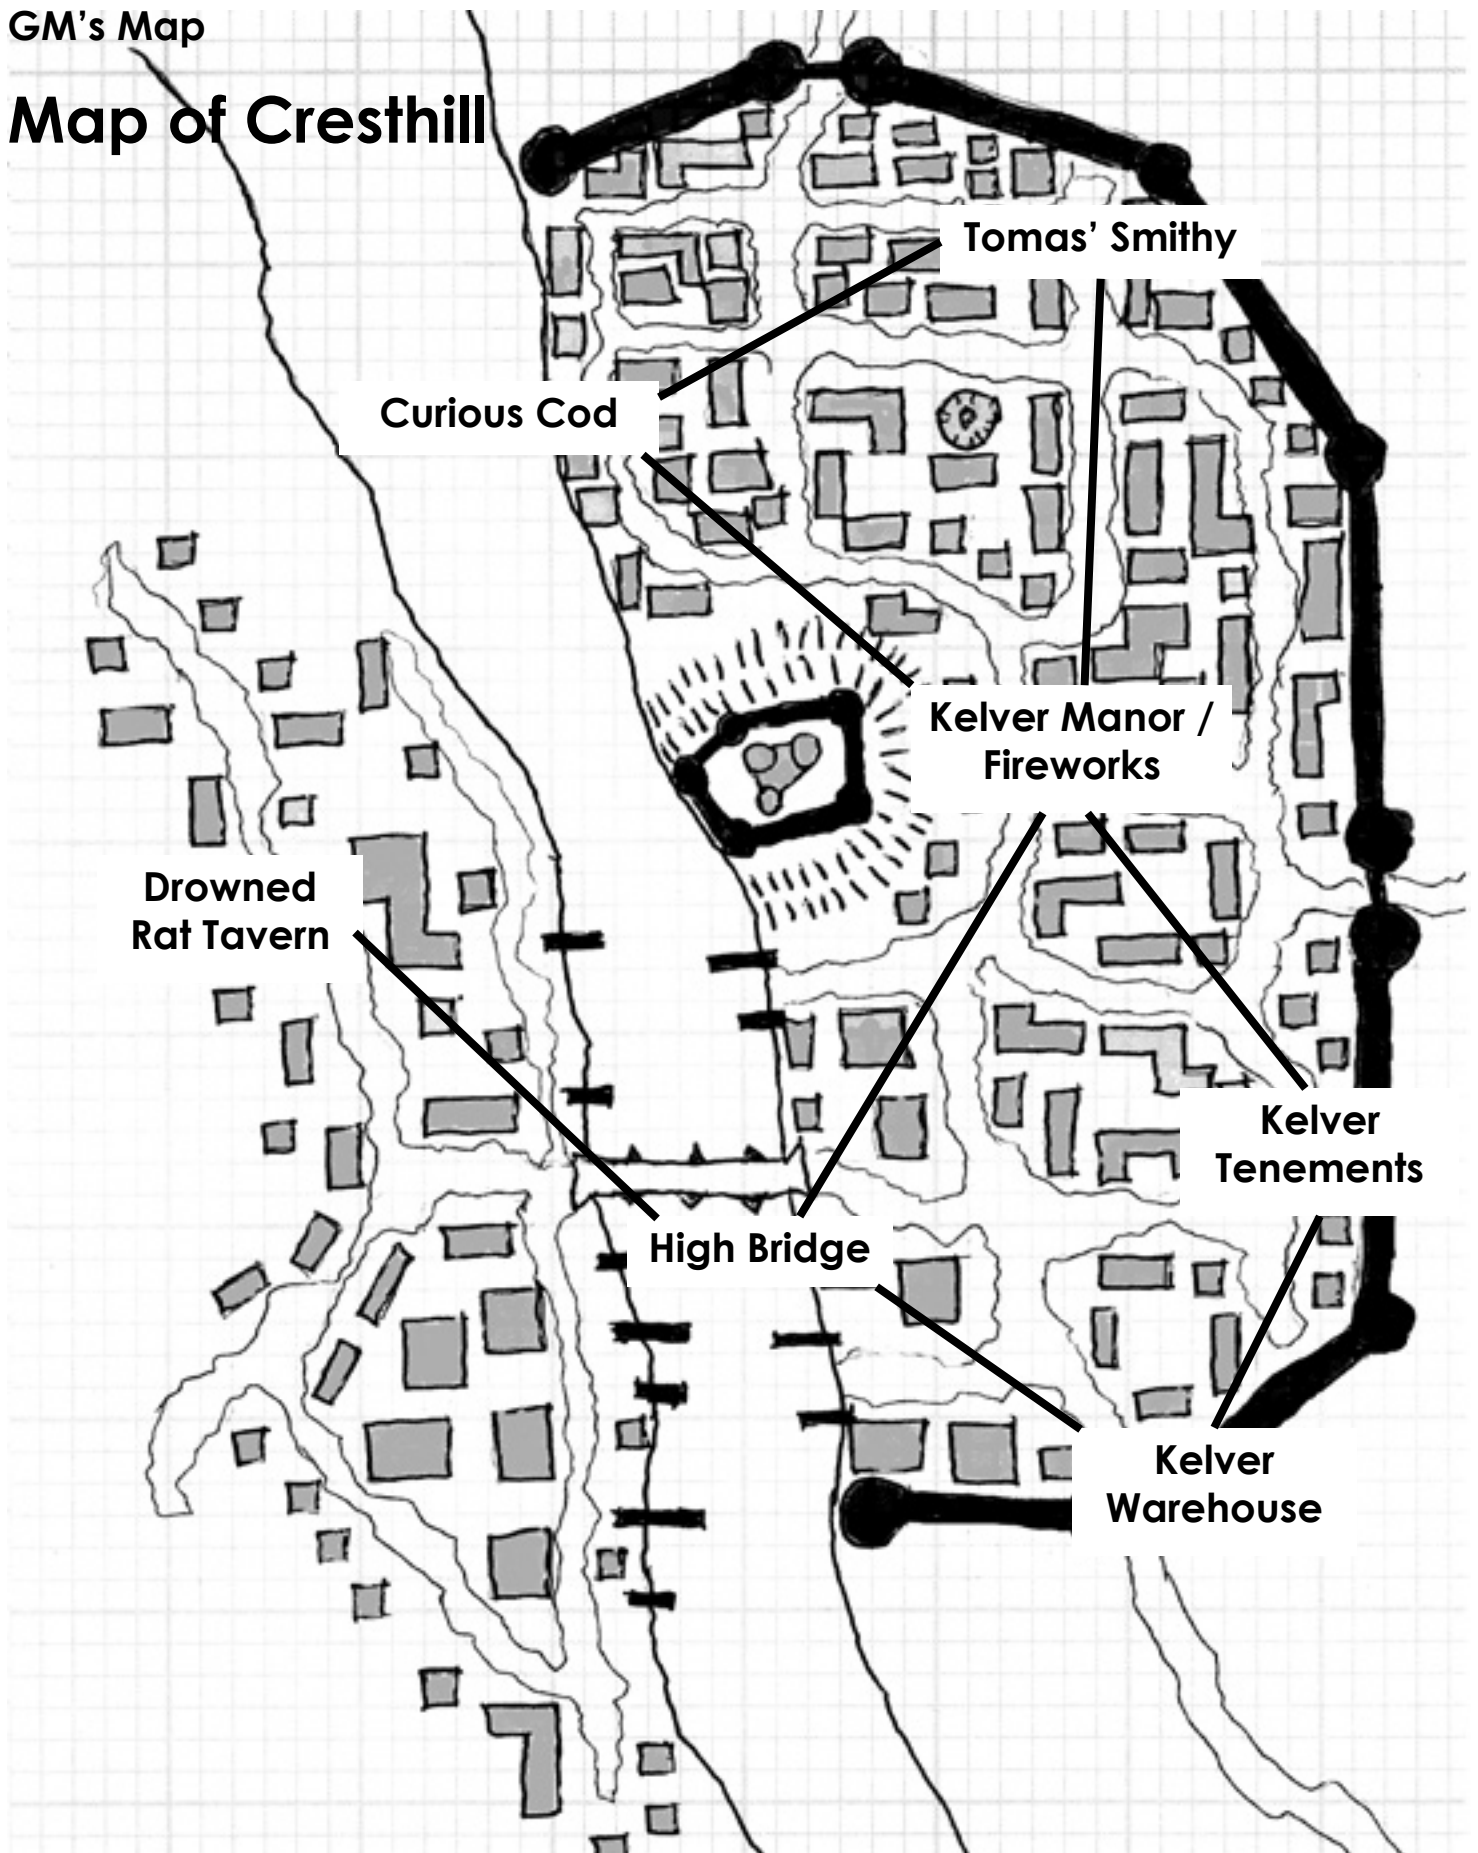 GM's Map
Map of Cresthill
Tomas' Smithy
Curious Cod
Kelver Manor /
Fireworks
Drowned
Rat Tavern
Kelver
Tenements
High Bridge
Kelver
Warehouse